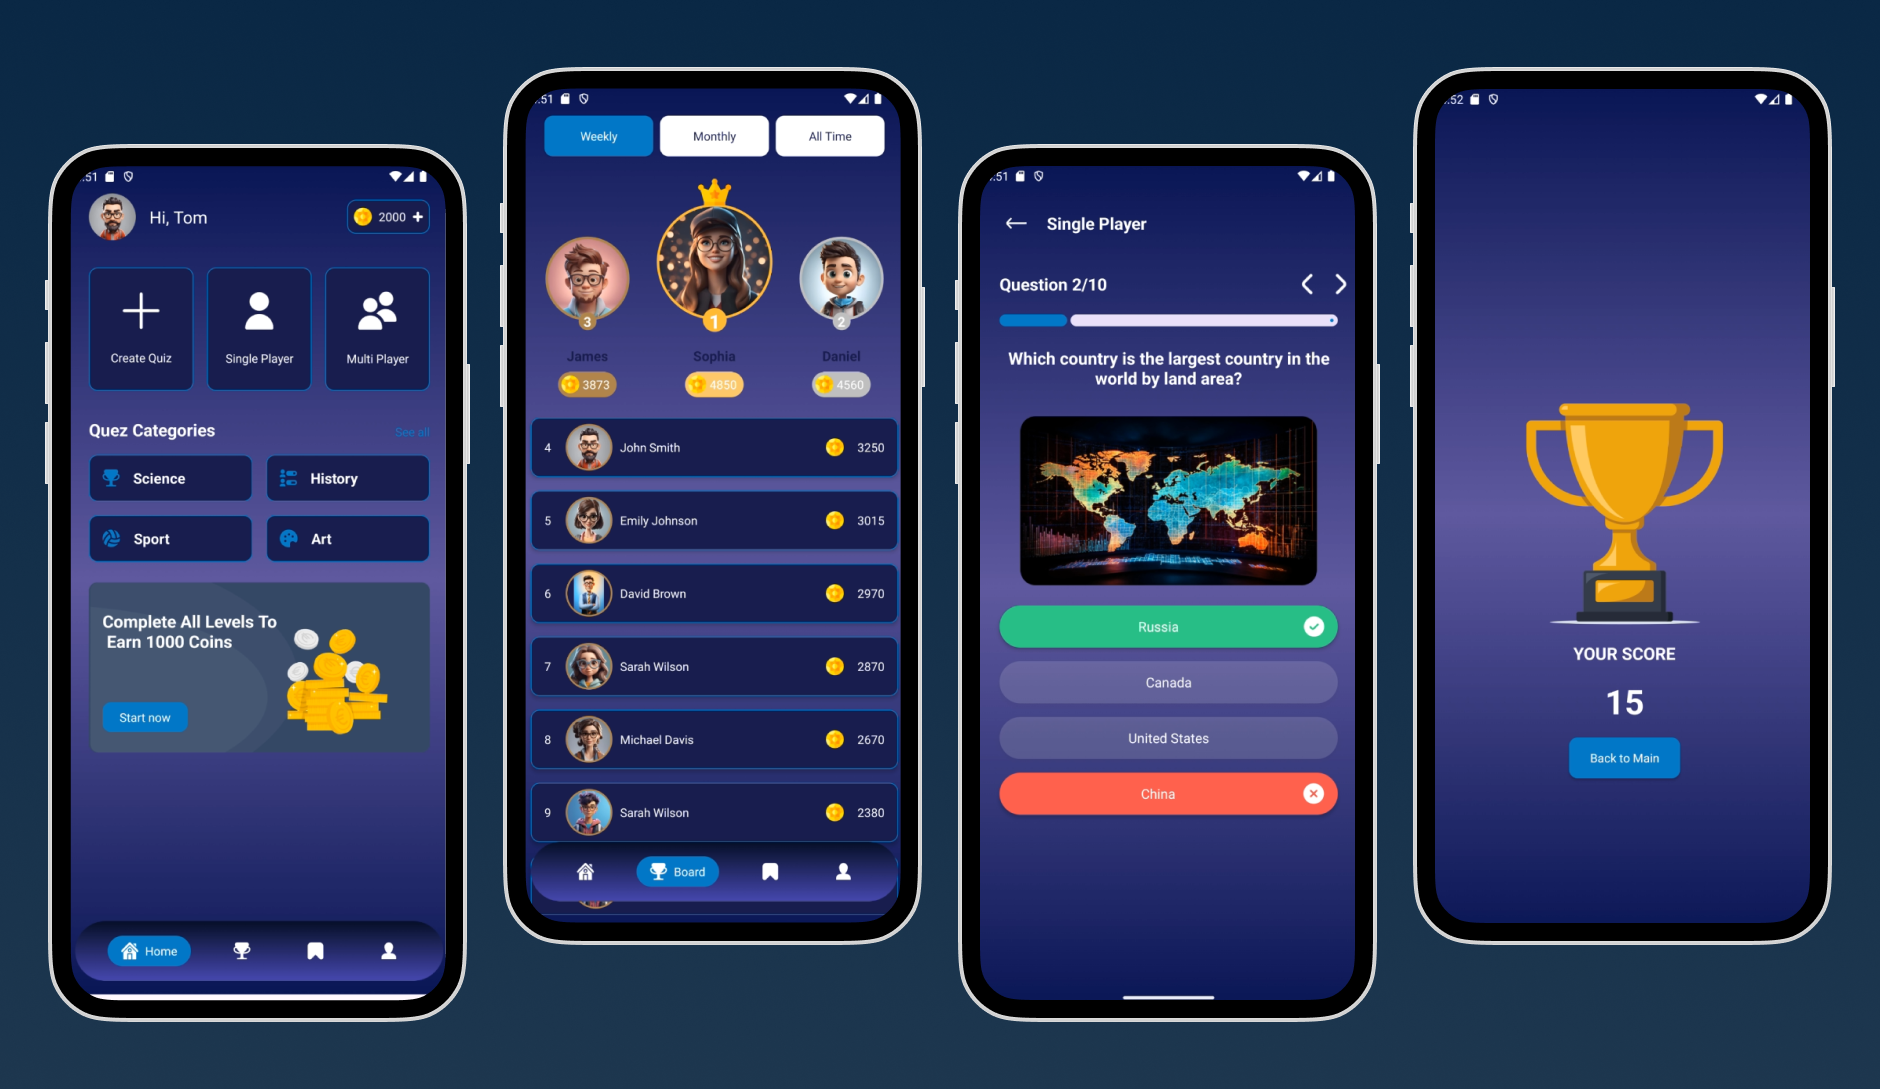 :51
Hi, Tom
2000
Create Quiz
Single Player
Multi Player
Quez Categories
See all
Science
History
Sport
Art
Complete All Levels To
Earn 1000 Coins
Start now
Home
:51
Weekly
Monthly
All Time
3
1
2
James
Sophia
Daniel
3873
4850
4560
4 John Smith 3250
5 Emily Johnson 3015
6 David Brown 2970
7 Sarah Wilson 2870
8 Michael Davis 2670
9 Sarah Wilson 2380
Board
:51
Single Player
Question 2/10
Which country is the largest country in the
world by land area?
Russia
Canada
United States
China
:52
YOUR SCORE
15
Back to Main